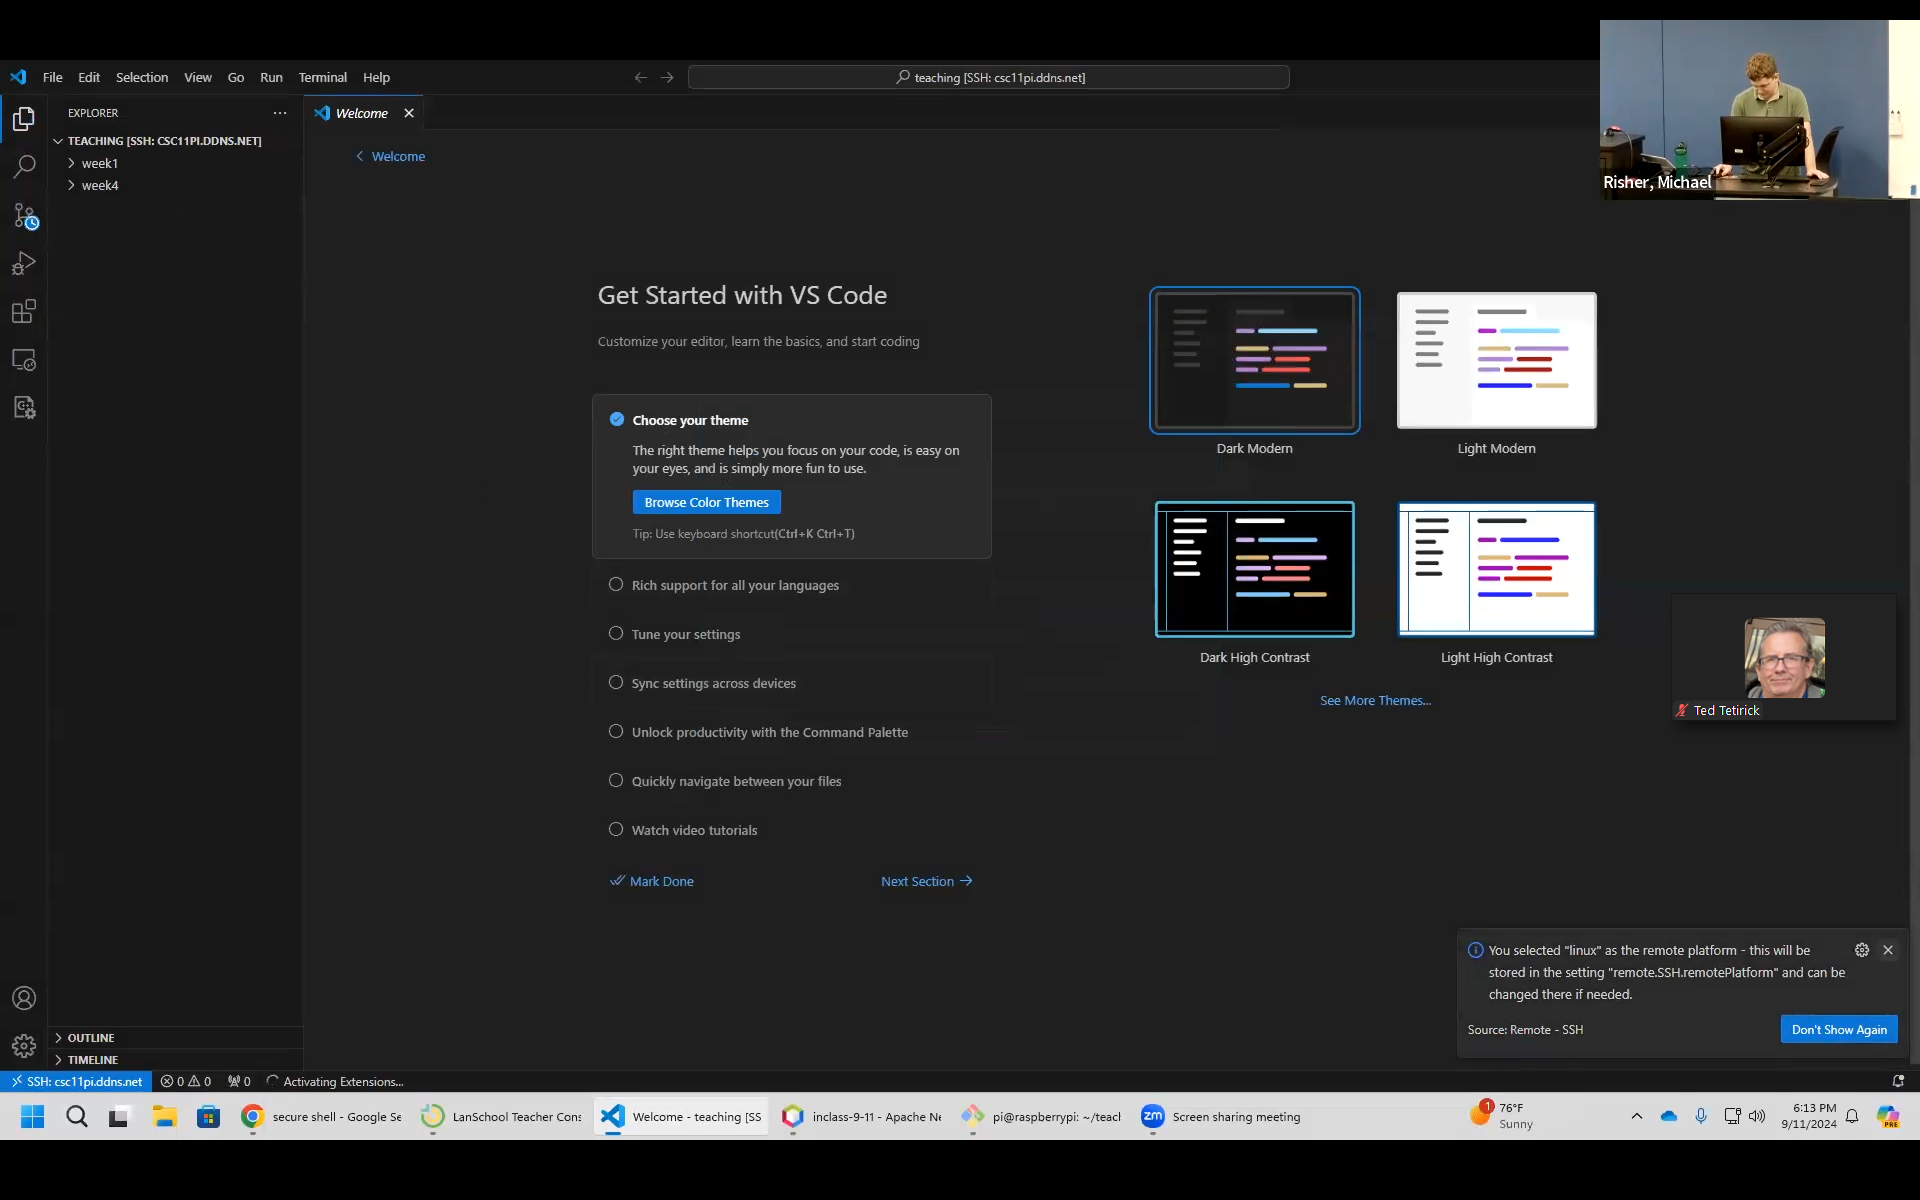 File Edit Selection View Go Run Terminal Help
teaching [SSH: csc11pi.ddns.net]
Risher, Michael
EXPLORER
Welcome
TEACHING [SSH: CSC11PI.DDNS.NET]
week1
week4
Welcome
Get Started with VS Code
Customize your editor, learn the basics, and start coding
Choose your theme
The right theme helps you focus on your code, is easy on
your eyes, and is simply more fun to use.
Browse Color Themes
Tip: Use keyboard shortcut(Ctrl+K Ctrl+T)
Rich support for all your languages
Tune your settings
Sync settings across devices
Unlock productivity with the Command Palette
Quickly navigate between your files
Watch video tutorials
Mark Done
Next Section
Dark Modern
Light Modern
Dark High Contrast
Light High Contrast
See More Themes...
Ted Tetirick
You selected "linux" as the remote platform - this will be
stored in the setting "remote.SSH.remotePlatform" and can be
changed there if needed.
Source: Remote - SSH
Don't Show Again
OUTLINE
TIMELINE
SSH: csc11pi.ddns.net 0 0 0 Activating Extensions...
secure shell - Google Se
LanSchool Teacher Cons
Welcome - teaching [SS
inclass-9-11 - Apache Ne
pi@raspberrypi: ~/teach
zm
Screen sharing meeting
1
76°F
Sunny
6:13 PM
9/11/2024
PRE